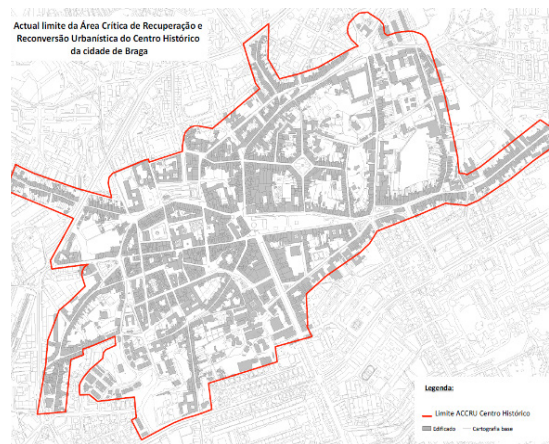 Actual limite da Área Crítica de Recuperação e
Reconversão Urbanística do Centro Histórico
da cidade de Braga
Legenda:
Limite ACCRU Centro Histórico
Edificado
Cartografia base